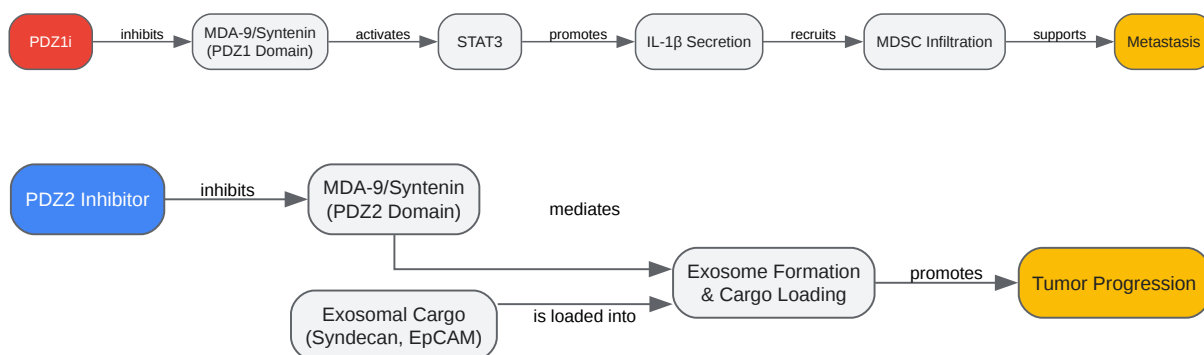 PDZ1i
inhibits
MDA-9/Syntenin
(PDZ1 Domain)
activates
STAT3
promotes
IL-1β Secretion
recruits
MDSC Infiltration
supports
Metastasis
PDZ2 Inhibitor
inhibits
MDA-9/Syntenin
(PDZ2 Domain)
mediates
Exosomal Cargo
(Syndecan, EpCAM)
is loaded into
Exosome Formation
& Cargo Loading
promotes
Tumor Progression